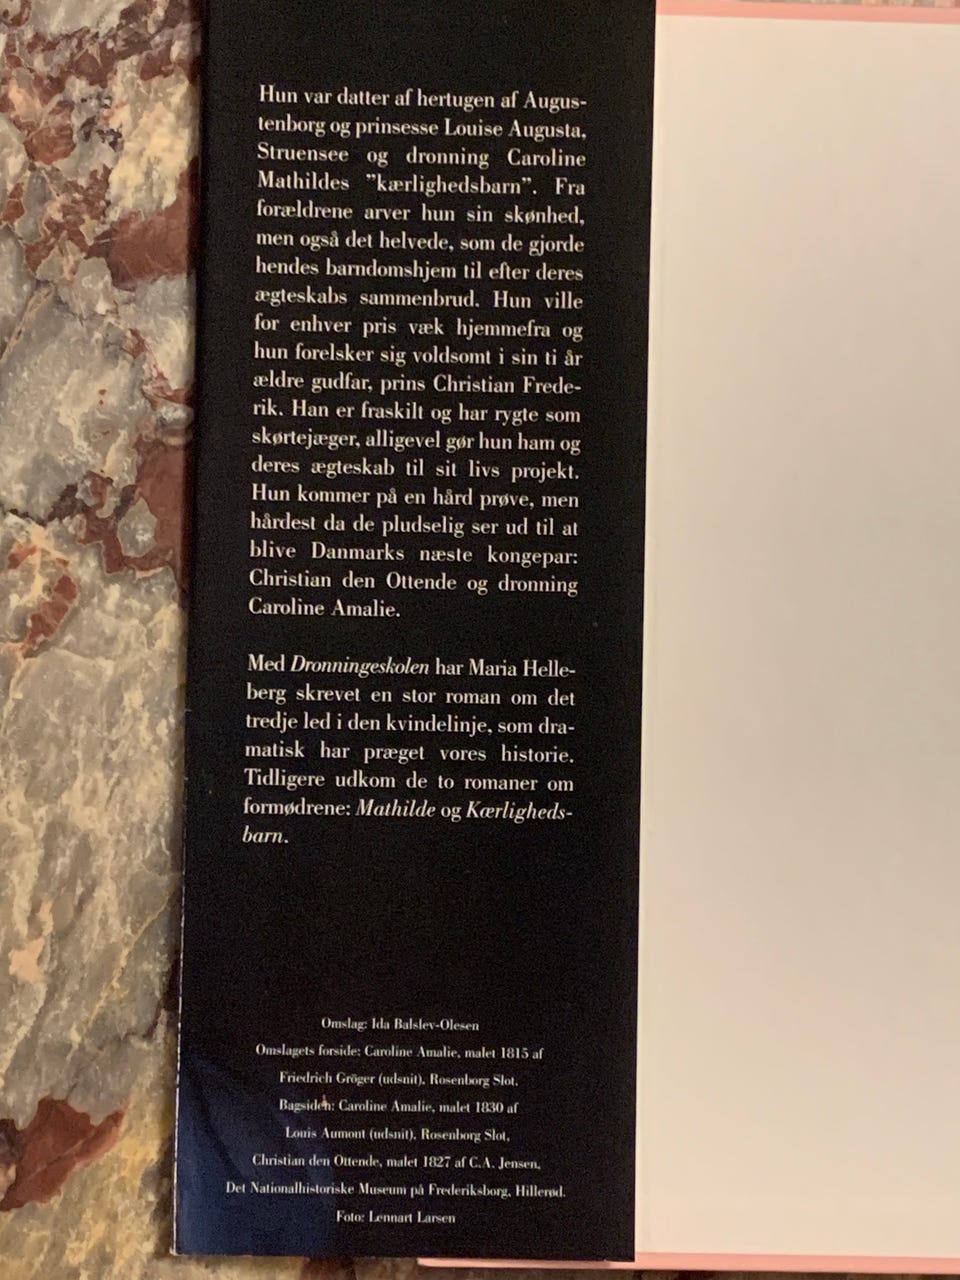 Hun var datter af hertugen af Augus-
tenborg og prinsesse Louise Augusta,
Struensee og dronning Caroline
Mathildes ”kærlighedsbarn”. Fra
forældrene arver hun sin skønhed,
men også det helvede, som de gjorde
hendes barndomshjem til efter deres
ægteskabs sammenbrud. Hun ville
for enhver pris væk hjemmefra og
hun forelsker sig voldsomt i sin ti år
ældre gudfar, prins Christian Frede-
rik. Han er fraskilt og har rygte som
skørtejæger, alligevel gør hun ham og
deres ægteskab til sit livs projekt.
Hun kommer på en hård prøve, men
hårdest da de pludselig ser ud til at
blive Danmarks næste kongepar:
Christian den Ottende og dronning
Caroline Amalie.
Med Dronningeskolen har Maria Helle-
berg skrevet en stor roman om det
tredje led i den kvindelinje, som dra-
matisk har præget vores historie.
Tidligere udkom de to romaner om
formødrene: Mathilde og Kærligheds-
barn.
Omslag: Ida Balslev-Olesen
Omslagets forside: Caroline Amalie, malet 1815 af
Friedrich Gröger (udsnit), Rosenborg Slot.
Bagsiden: Caroline Amalie, malet 1830 af
Louis Aumont (udsnit), Rosenborg Slot,
Christian den Ottende, malet 1827 af C.A. Jensen,
Det Nationalhistoriske Museum på Frederiksborg, Hillerød.
Foto: Lennart Larsen